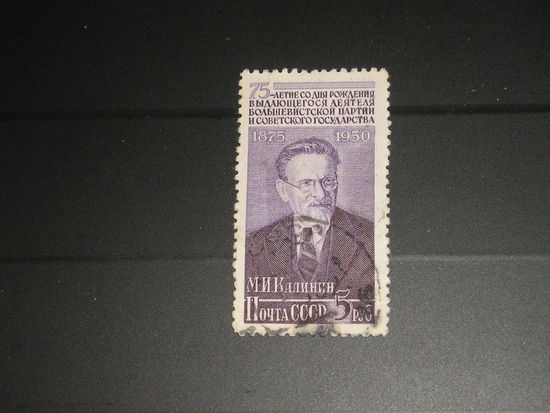 75-ЛЕТИЕ СО ДНЯ РОЖДЕНИЯ
ВЫДАЮЩЕГОСЯ ДЕЯТЕЛЯ
БОЛЬШЕВИСТСКОЙ ПАРТИИ
И СОВЕТСКОГО ГОСУДАРСТВА
1875 1950
М.И.КАЛИНИН
ПОЧТА СССР 5 РУБ